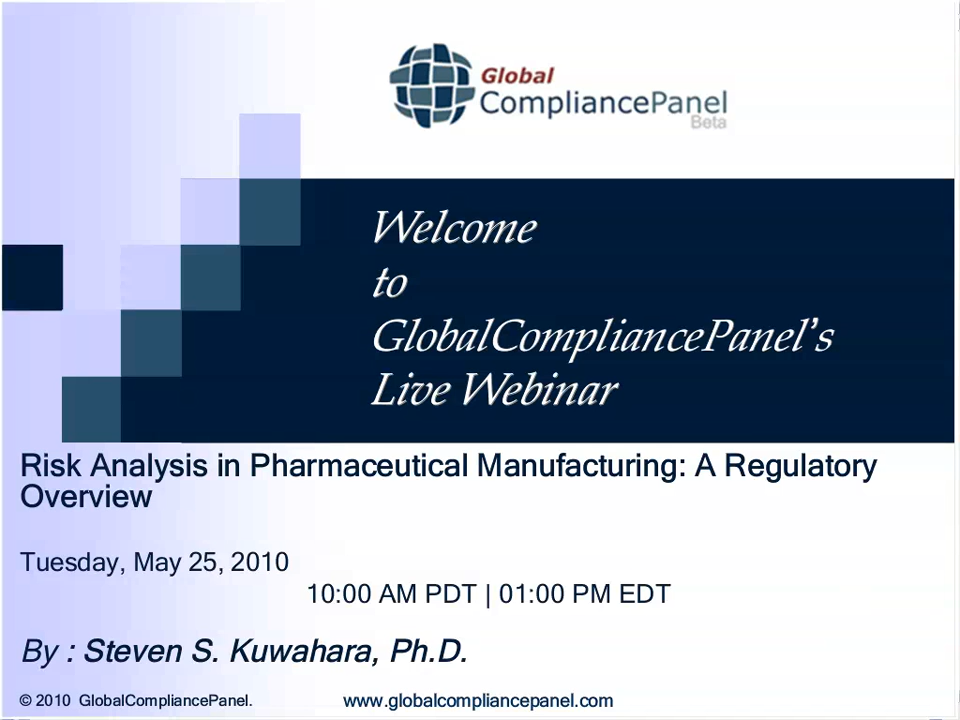 Global
CompliancePanel
Beta
Welcome
to
GlobalCompliancePanel's
Live Webinar
Risk Analysis in Pharmaceutical Manufacturing: A Regulatory
Overview
Tuesday, May 25, 2010
10:00 AM PDT | 01:00 PM EDT
By : Steven S. Kuwahara, Ph.D.
© 2010 GlobalCompliancePanel. www.globalcompliancepanel.com